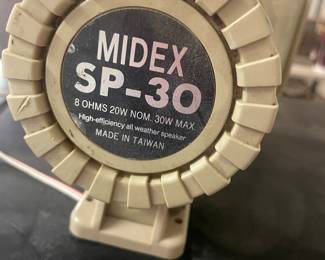 MIDEX
SP-30
8 OHMS 20W NOM. 30W MAX.
High-efficiency all weather speaker
MADE IN TAIWAN